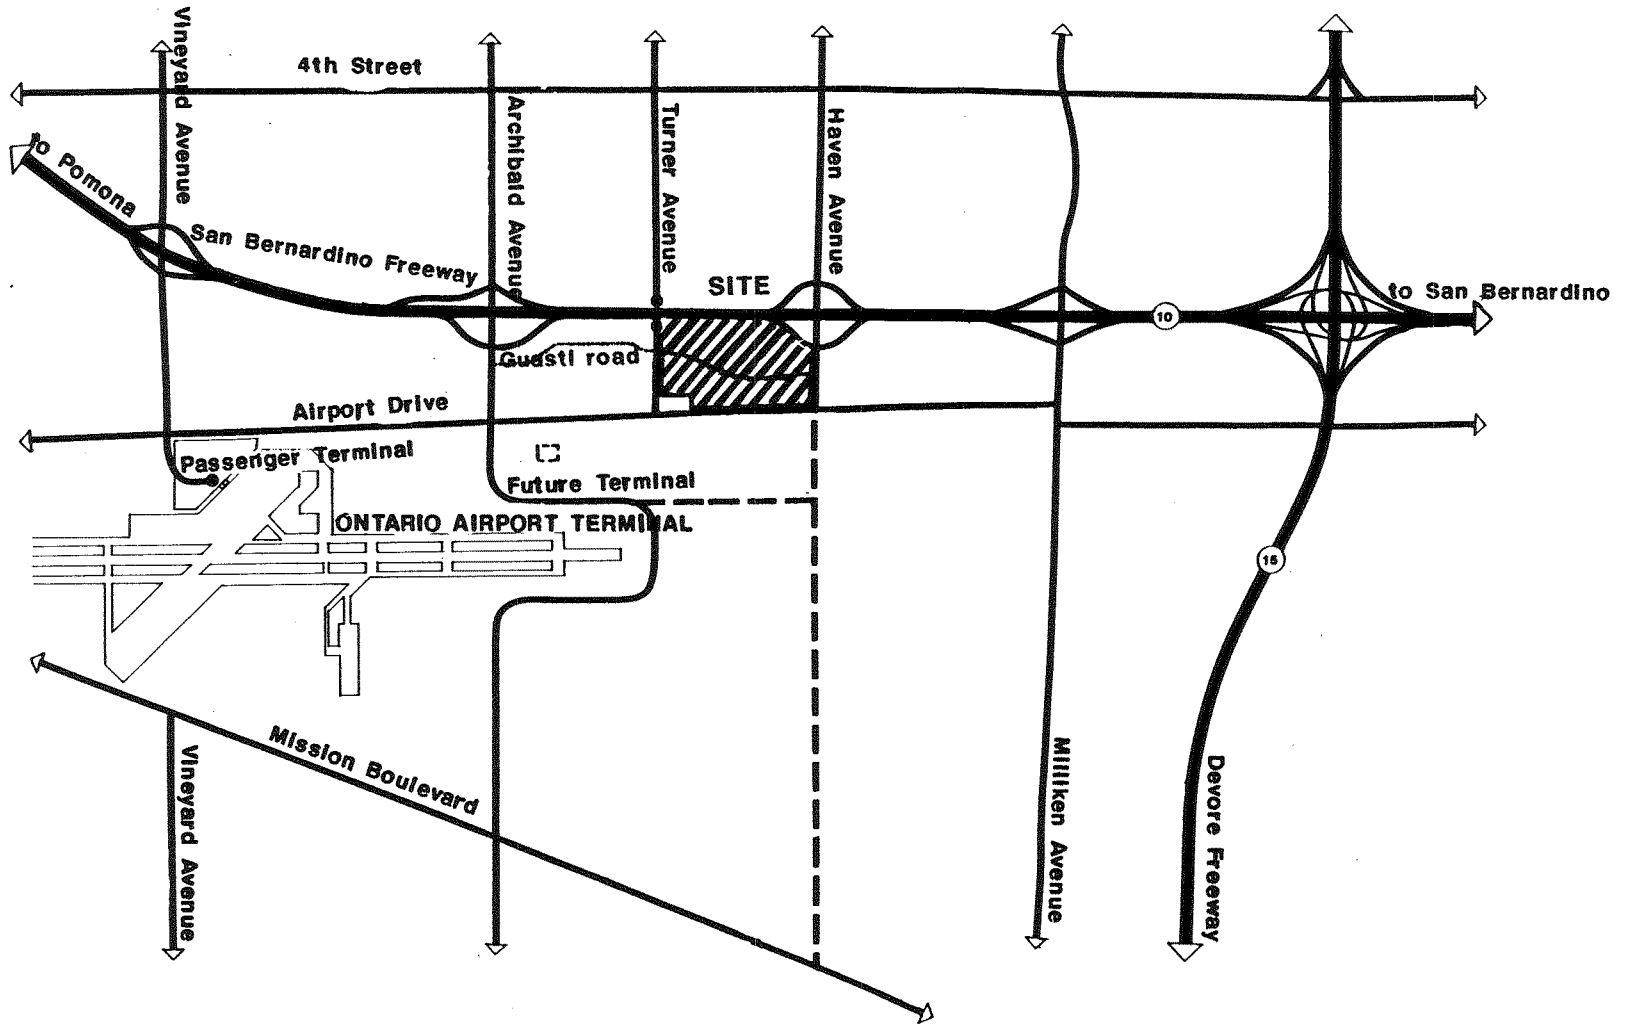 Vineyard Avenue
4th Street
Archibald Avenue
Turner Avenue
Haven Avenue
to Pomona
San Bernardino Freeway
SITE
10
to San Bernardino
Guasti road
Airport Drive
Passenger Terminal
Future Terminal
ONTARIO AIRPORT TERMINAL
15
Mission Boulevard
Vineyard Avenue
Milliken Avenue
Devore Freeway